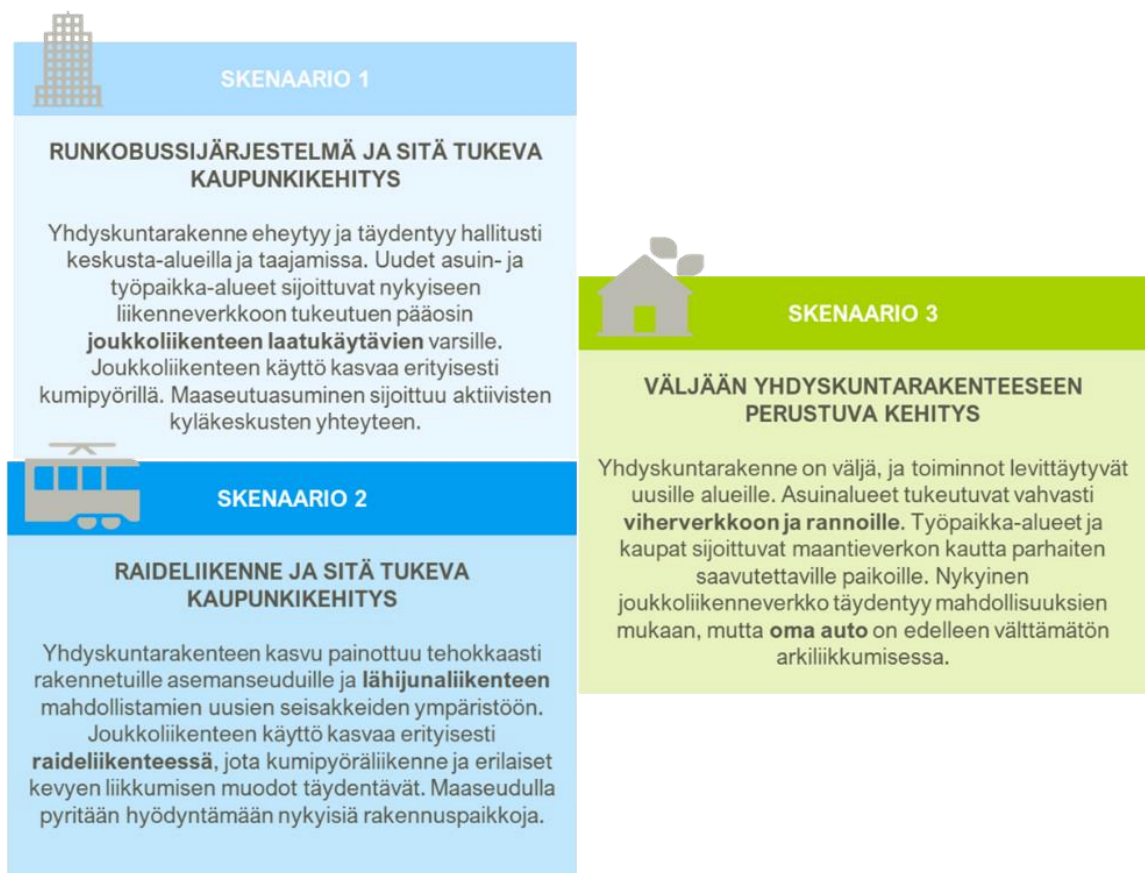 SKENAARIO 1
RUNKOBUSSIJÄRJESTELMÄ JA SITÄ TUKEVA
KAUPUNKIKEHITYS
Yhdyskuntarakenne eheytyy ja täydentyy hallitusti
keskusta-alueilla ja taajamissa. Uudet asuin- ja
työpaikka-alueet sijoittuvat nykyiseen
liikenneverkkoon tukeutuen pääosin
joukkoliikenteen laatukäytävien varsille.
Joukkoliikenteen käyttö kasvaa erityisesti
kumipyörillä. Maaseutuasuminen sijoittuu aktiivisten
kyläkeskusten yhteyteen.
SKENAARIO 2
RAIDELIIKENNE JA SITÄ TUKEVA
KAUPUNKIKEHITYS
Yhdyskuntarakenteen kasvu painottuu tehokkaasti
rakennetuille asemanseuduille ja lähijunaliikenteen
mahdollistamien uusien seisakkeiden ympäristöön.
Joukkoliikenteen käyttö kasvaa erityisesti
raideliikenteessä, jota kumipyöräliikenne ja erilaiset
kevyen liikkumisen muodot täydentävät. Maaseudulla
pyritään hyödyntämään nykyisiä rakennuspaikkoja.
SKENAARIO 3
VÄLJÄÄN YHDYSKUNTARAKENTEESEEN
PERUSTUVA KEHITYS
Yhdyskuntarakenne on väljä, ja toiminnot levittäytyvät
uusille alueille. Asuinalueet tukeutuvat vahvasti
viherverkkoon ja rannoille. Työpaikka-alueet ja
kaupat sijoittuvat maantieverkon kautta parhaiten
saavutettaville paikoille. Nykyinen
joukkoliikenneverkko täydentyy mahdollisuuksien
mukaan, mutta oma auto on edelleen välttämätön
arkiliikkumisessa.